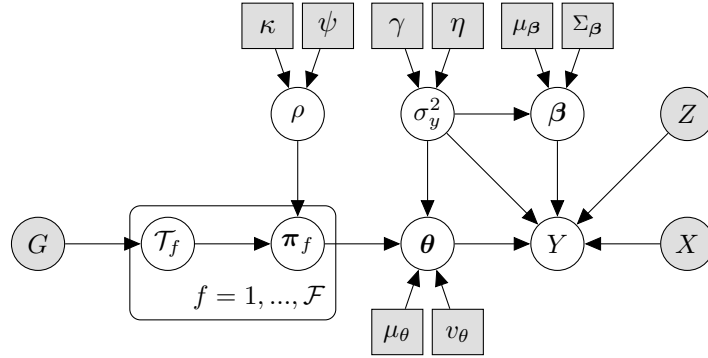 κ ψ γ η μ_β Σ_β
ρ σ_y^2 β Z
G 𝒯_f π_f θ Y X
f = 1, ..., ℱ
μ_θ v_θ